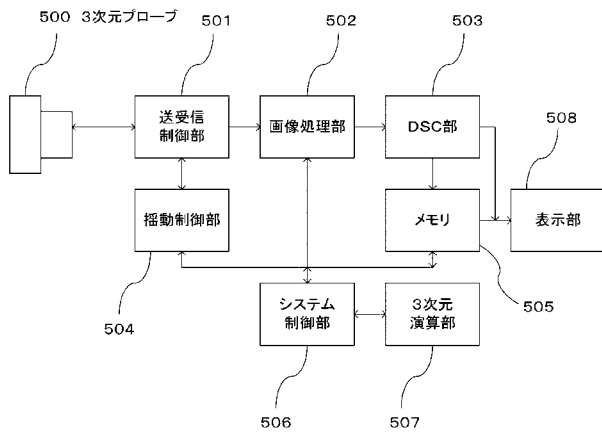 500 3次元プローブ
501
502
503
508
送受信
制御部
画像処理部
DSC部
揺動制御部
メモリ
表示部
504
505
システム
制御部
3次元
演算部
506
507